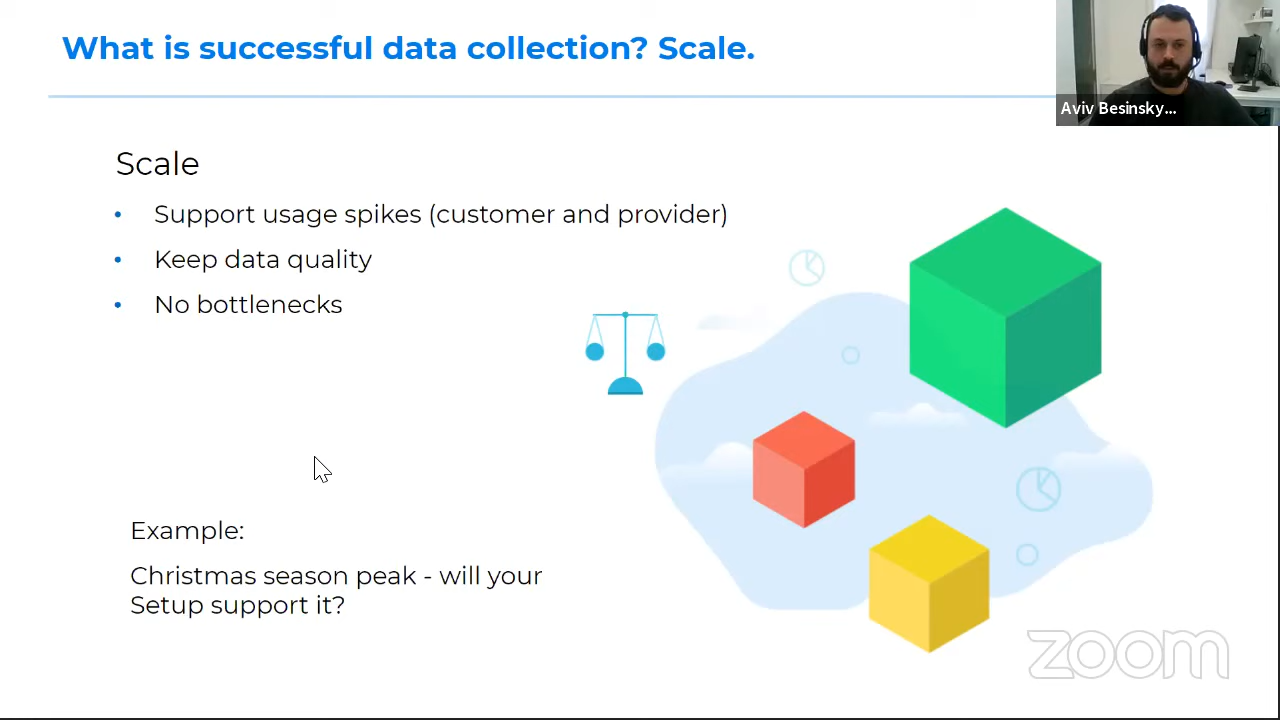 What is successful data collection? Scale.
Aviv Besinsky...
Scale
• Support usage spikes (customer and provider)
• Keep data quality
• No bottlenecks
Example:
Christmas season peak - will your
Setup support it?
zoom